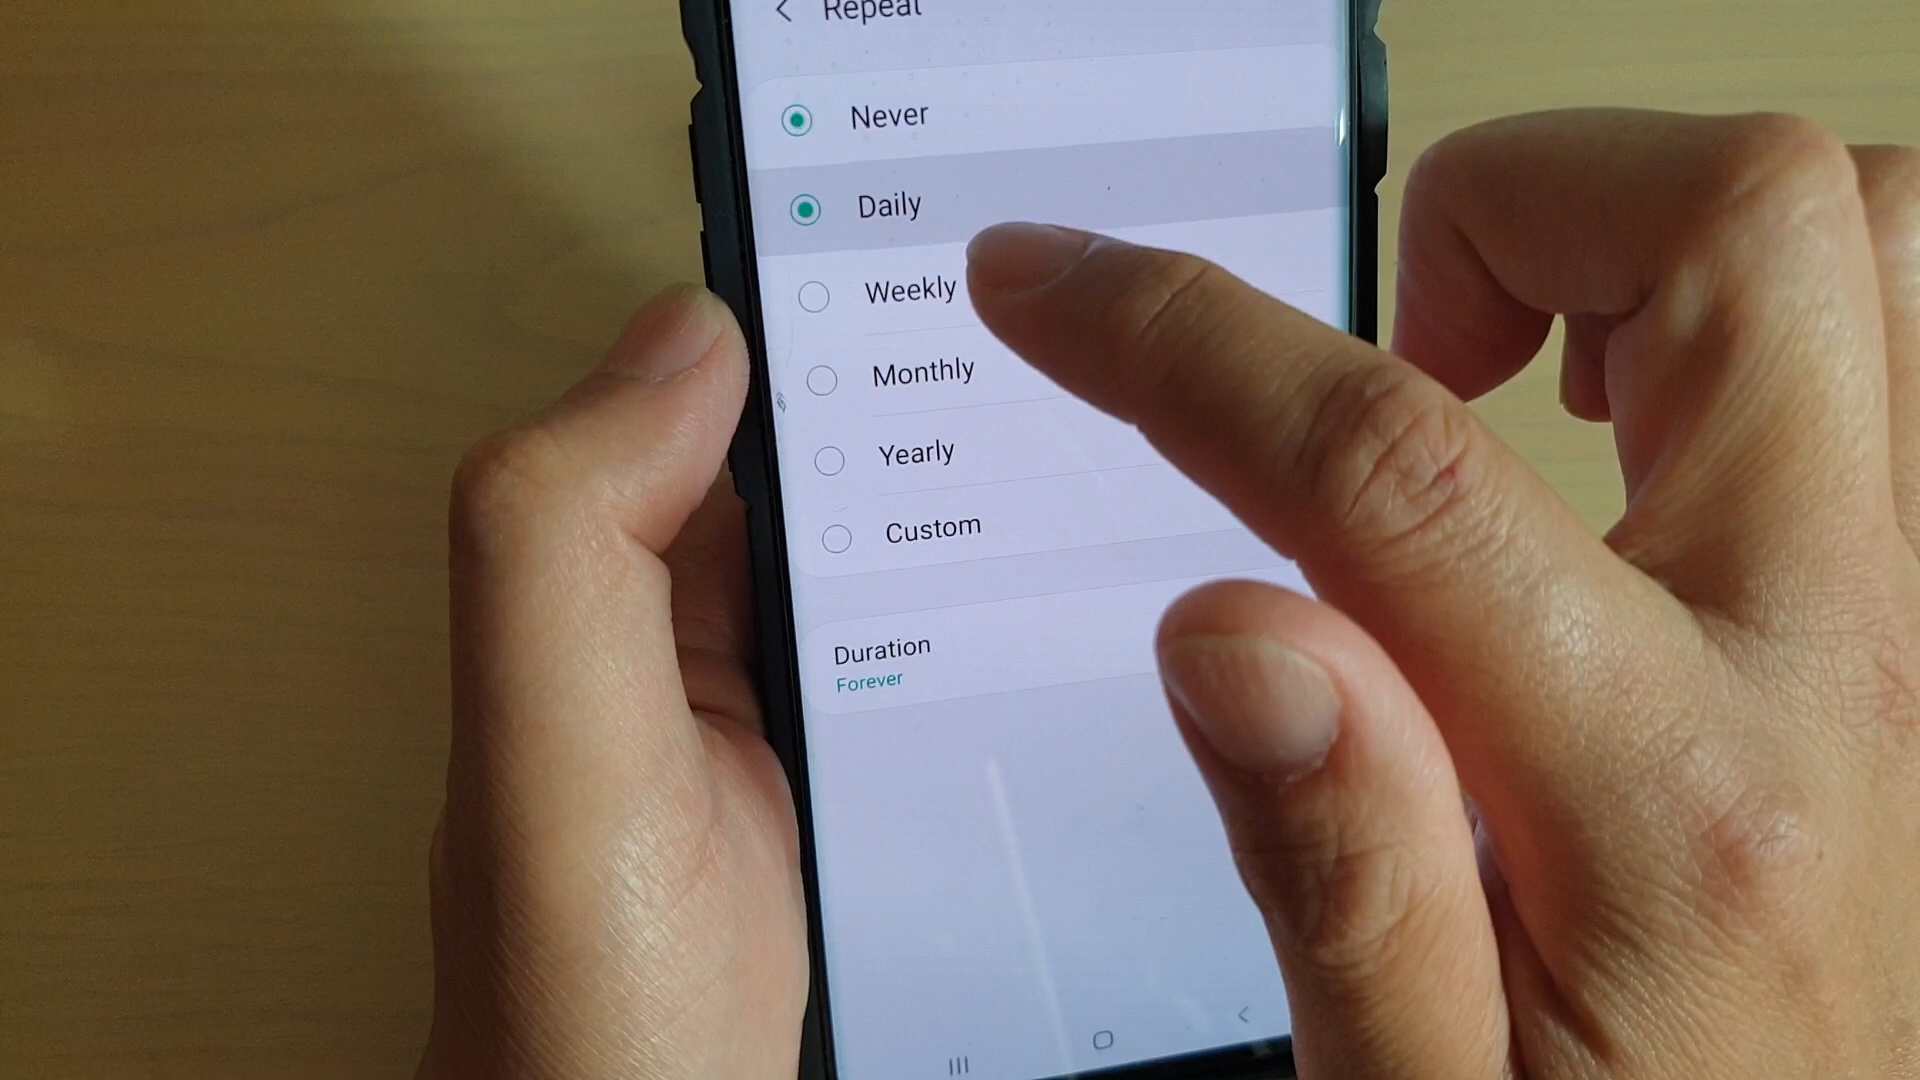 Repeat
Never
Daily
Weekly
Monthly
Yearly
Custom
Duration
Forever